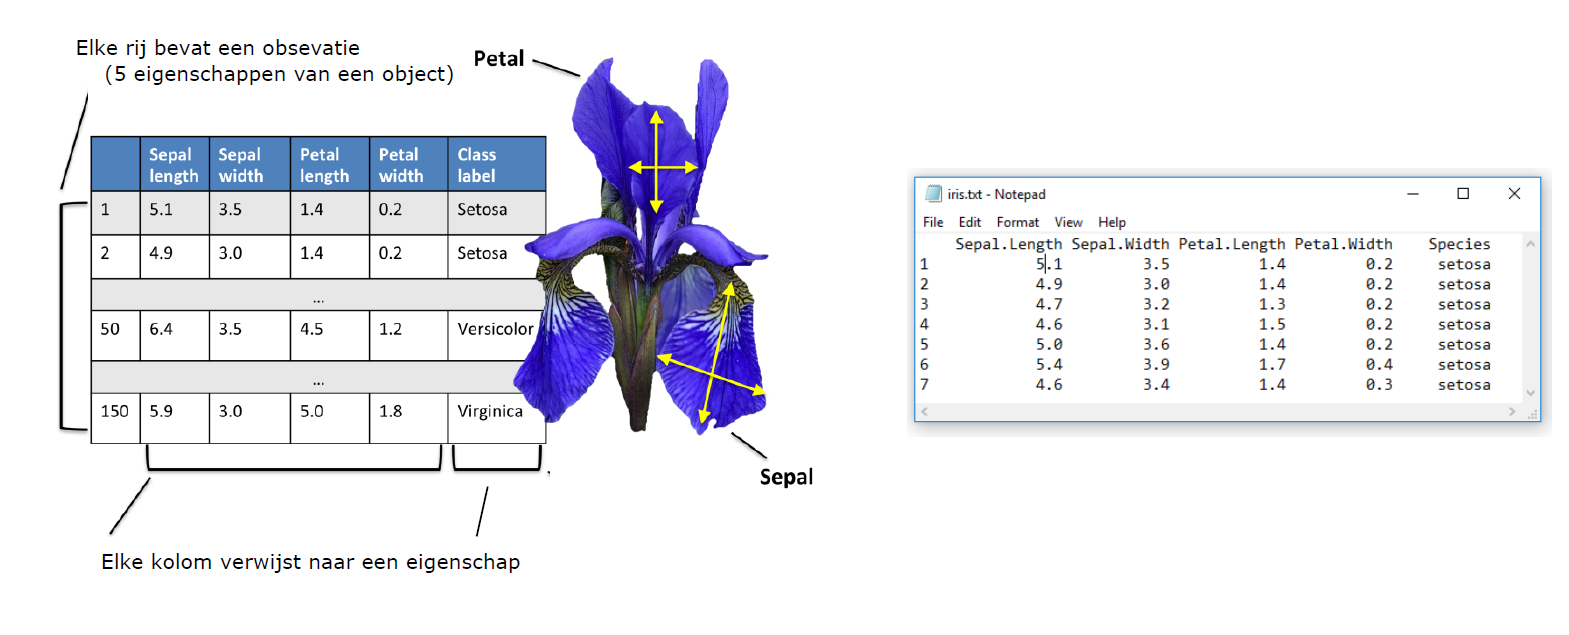 Elke rij bevat een obsevatie
(5 eigenschappen van een object)
Petal
Sepal length Sepal width Petal length Petal width Class label
1 5.1 3.5 1.4 0.2 Setosa
2 4.9 3.0 1.4 0.2 Setosa
...
50 6.4 3.5 4.5 1.2 Versicolor
...
150 5.9 3.0 5.0 1.8 Virginica
Sepal
Elke kolom verwijst naar een eigenschap
iris.txt - Notepad
File Edit Format View Help
Sepal.Length Sepal.Width Petal.Length Petal.Width Species
1 5.1 3.5 1.4 0.2 setosa
2 4.9 3.0 1.4 0.2 setosa
3 4.7 3.2 1.3 0.2 setosa
4 4.6 3.1 1.5 0.2 setosa
5 5.0 3.6 1.4 0.2 setosa
6 5.4 3.9 1.7 0.4 setosa
7 4.6 3.4 1.4 0.3 setosa